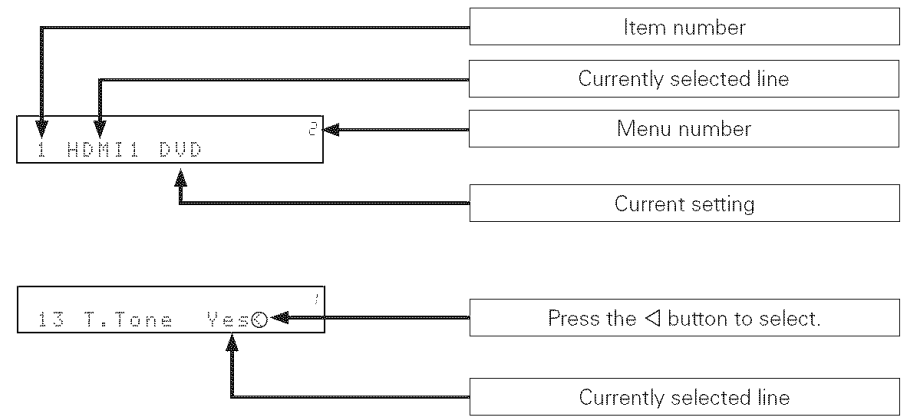 Item number
Currently selected line
2
Menu number
1 HDMI1 DVD
Current setting
1
13 T.Tone Yes
Press the ◁ button to select.
Currently selected line